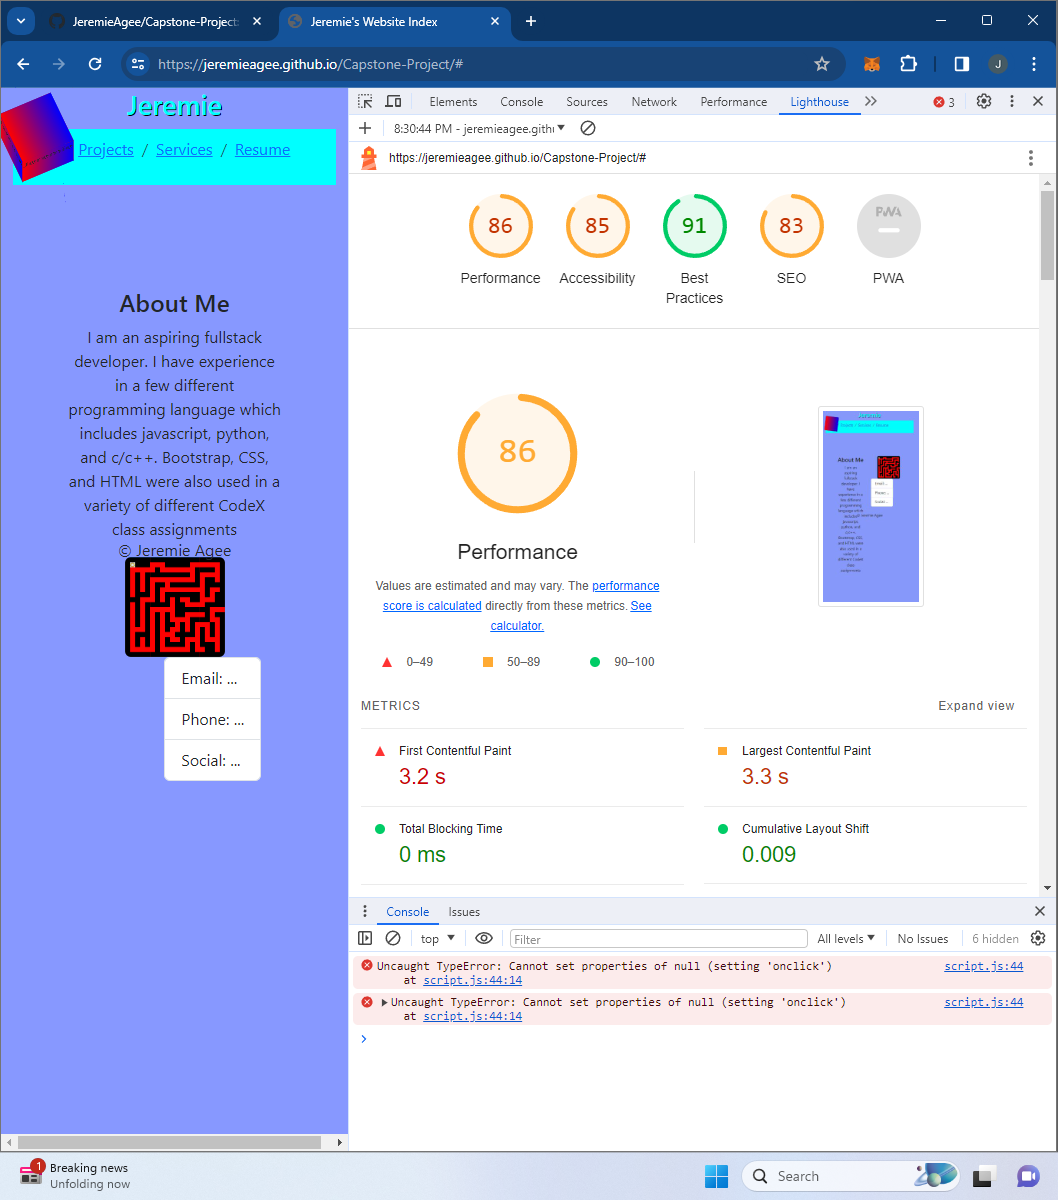 JeremieAgee/Capstone-Project:
Jeremie's Website Index
https://jeremieagee.github.io/Capstone-Project/#
J
Jeremie
Projects / Services / Resume
About Me
I am an aspiring fullstack
developer. I have experience
in a few different
programming language which
includes javascript, python,
and c/c++. Bootstrap, CSS,
and HTML were also used in a
variety of different CodeX
class assignments
© Jeremie Agee
Email: ...
Phone: ...
Social: ...
Elements Console Sources Network Performance Lighthouse 3
8:30:44 PM - jeremieagee.githu
https://jeremieagee.github.io/Capstone-Project/#
86 85 91 83 PWA
Performance Accessibility Best Practices SEO PWA
86
Performance
Values are estimated and may vary. The performance
score is calculated directly from these metrics. See
calculator.
0–49 50–89 90–100
About Me
METRICS Expand view
First Contentful Paint
3.2 s
Largest Contentful Paint
3.3 s
Total Blocking Time
0 ms
Cumulative Layout Shift
0.009
Console Issues
top Filter All levels No Issues 6 hidden
Uncaught TypeError: Cannot set properties of null (setting 'onclick') script.js:44
at script.js:44:14
Uncaught TypeError: Cannot set properties of null (setting 'onclick') script.js:44
at script.js:44:14
1
Breaking news
Unfolding now
Search